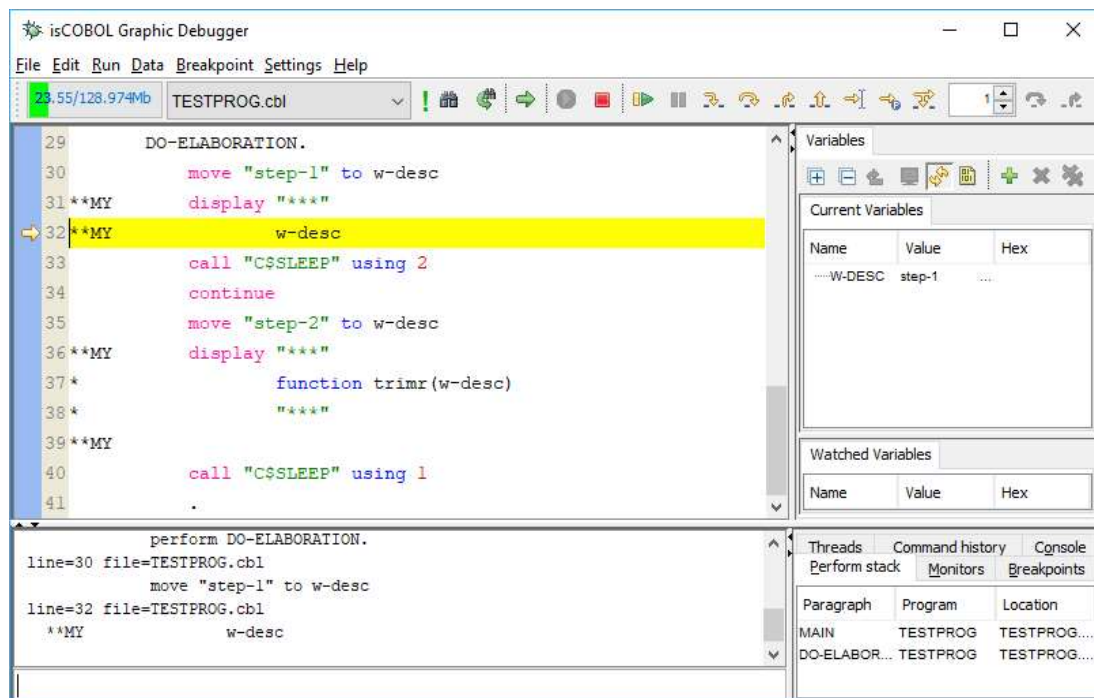 isCOBOL Graphic Debugger
File Edit Run Data Breakpoint Settings Help
23.55/128.974Mb TESTPROG.cbl 1
29 DO-ELABORATION.
30 move "step-1" to w-desc
31 **MY display "***"
32 **MY w-desc
33 call "C$SLEEP" using 2
34 continue
35 move "step-2" to w-desc
36 **MY display "***"
37 * function trimr(w-desc)
38 * "***"
39 **MY
40 call "C$SLEEP" using 1
41 .
Variables
Current Variables
Name Value Hex
W-DESC step-1 ...
Watched Variables
Name Value Hex
perform DO-ELABORATION.
line=30 file=TESTPROG.cbl
move "step-1" to w-desc
line=32 file=TESTPROG.cbl
**MY w-desc
Threads Command history Console
Perform stack Monitors Breakpoints
Paragraph Program Location
MAIN TESTPROG TESTPROG....
DO-ELABOR... TESTPROG TESTPROG....